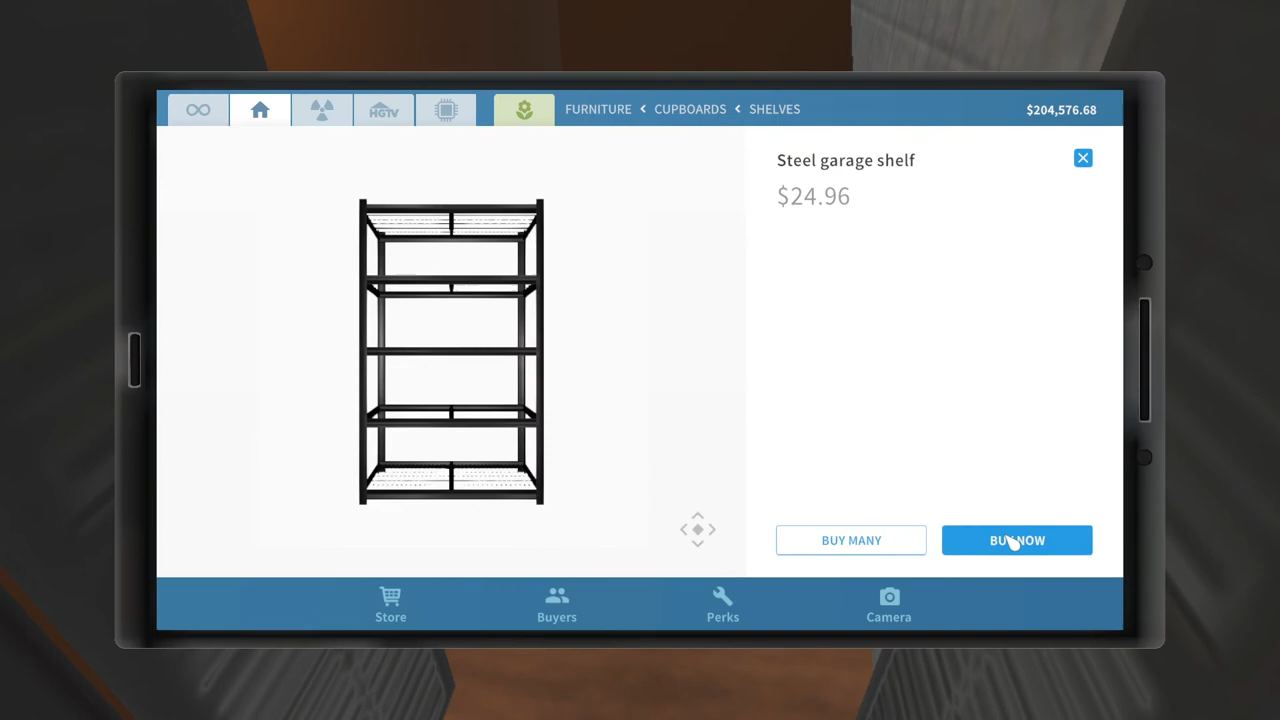 HGTV
FURNITURE < CUPBOARDS < SHELVES
$204,576.68
Steel garage shelf
$24.96
BUY MANY
BUY NOW
Store
Buyers
Perks
Camera